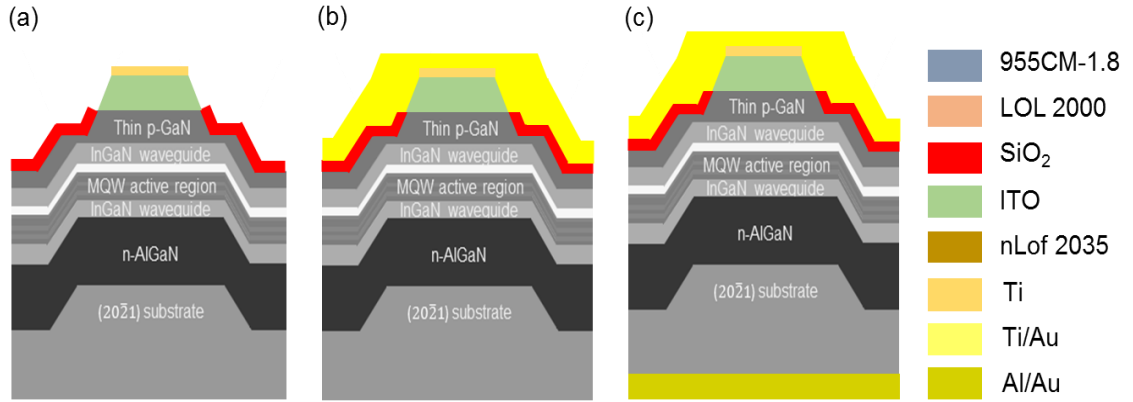 (a)
Thin p-GaN
InGaN waveguide
MQW active region
InGaN waveguide
n-AlGaN
(202̅1) substrate
(b)
Thin p-GaN
InGaN waveguide
MQW active region
InGaN waveguide
n-AlGaN
(202̅1) substrate
(c)
Thin p-GaN
InGaN waveguide
MQW active region
InGaN waveguide
n-AlGaN
(202̅1) substrate
955CM-1.8
LOL 2000
SiO₂
ITO
nLof 2035
Ti
Ti/Au
Al/Au